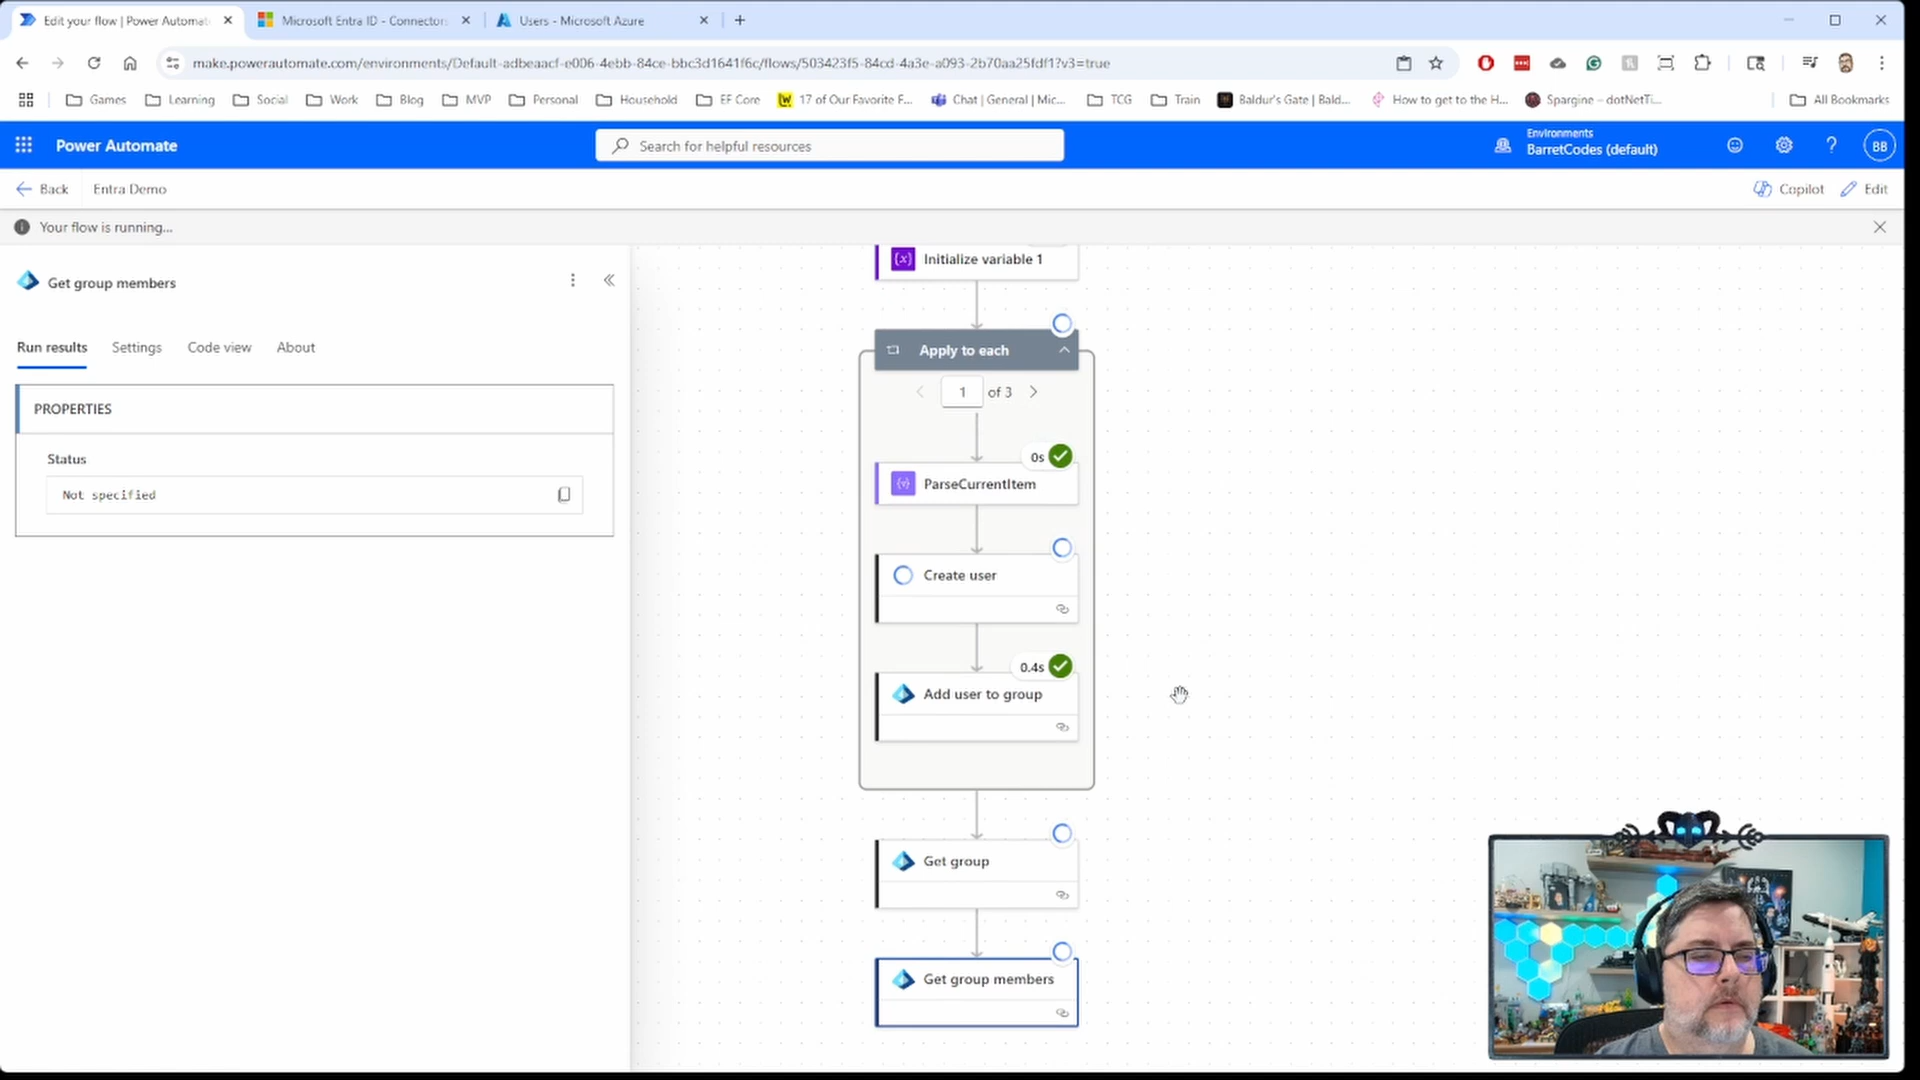 Edit your flow | Power Automat
Microsoft Entra ID - Connectors
Users - Microsoft Azure
make.powerautomate.com/environments/Default-adbeaacf-e006-4ebb-84ce-bbc3d1641f6c/flows/503423f5-84cd-4a3e-a093-2b70aa25fdf1?v3=true
Games
Learning
Social
Work
Blog
MVP
Personal
Household
EF Core
17 of Our Favorite F...
Chat | General | Mic...
TCG
Train
Baldur's Gate | Bald...
How to get to the H...
Spargine – dotNetTi...
All Bookmarks
Power Automate
Search for helpful resources
Environments
BarretCodes (default)
BB
Back
Entra Demo
Copilot
Edit
Your flow is running...
Get group members
Run results
Settings
Code view
About
PROPERTIES
Status
Not specified
Initialize variable 1
Apply to each
1 of 3
0s
ParseCurrentItem
Create user
0.4s
Add user to group
Get group
Get group members